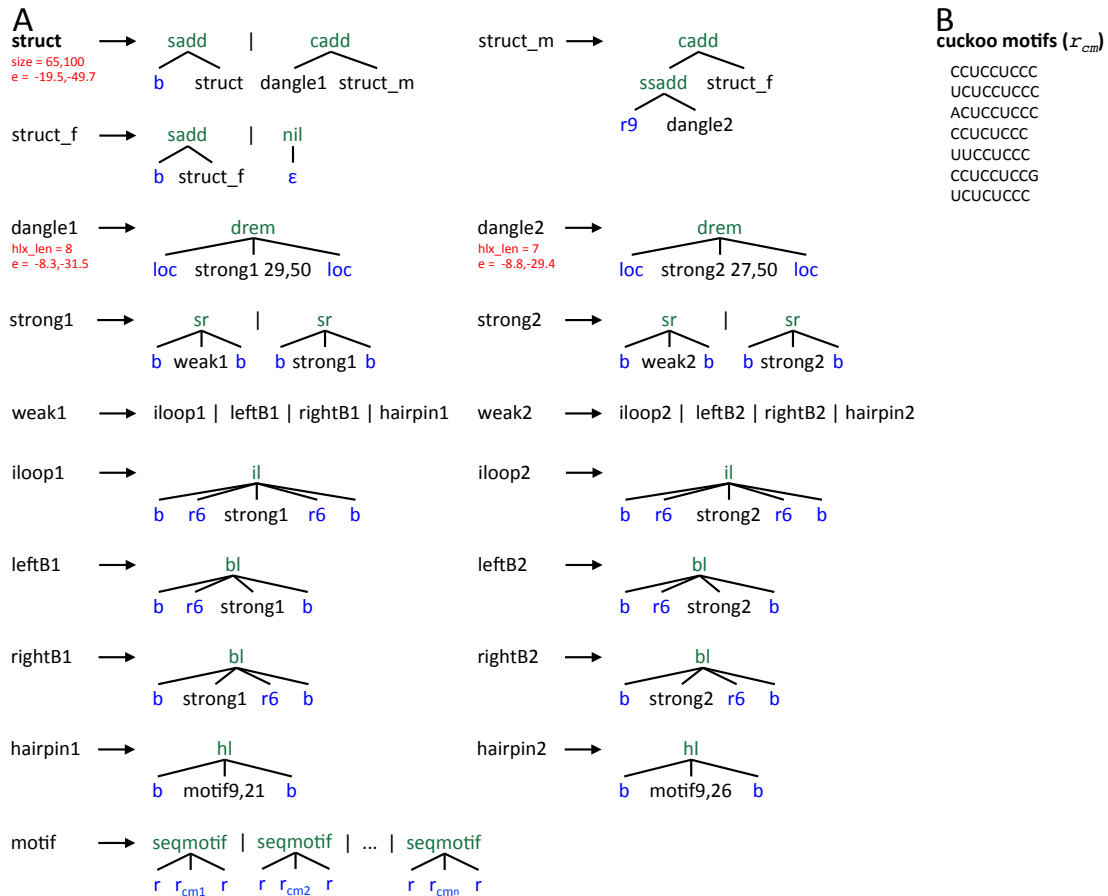 A
B
struct sadd | cadd struct_m cadd
size = 65,100
e = -19.5,-49.7
b struct dangle1 struct_m ssadd struct_f
r9 dangle2
cuckoo motifs (r_cm)
CCUCCUCCC
UCUCCUCCC
ACUCCUCCC
CCUCUCCC
UUCCUCCC
CCUCCUCCG
UCUCUCCC
struct_f sadd | nil
b struct_f ε
dangle1 drem dangle2 drem
hlx_len = 8 hlx_len = 7
e = -8.3,-31.5 e = -8.8,-29.4
loc strong1 29,50 loc loc strong2 27,50 loc
strong1 sr | sr strong2 sr | sr
b weak1 b b strong1 b b weak2 b b strong2 b
weak1 iloop1 | leftB1 | rightB1 | hairpin1 weak2 iloop2 | leftB2 | rightB2 | hairpin2
iloop1 il iloop2 il
b r6 strong1 r6 b b r6 strong2 r6 b
leftB1 bl leftB2 bl
b r6 strong1 b b r6 strong2 b
rightB1 bl rightB2 bl
b strong1 r6 b b strong2 r6 b
hairpin1 hl hairpin2 hl
b motif9,21 b b motif9,26 b
motif seqmotif | seqmotif | ... | seqmotif
r r_cm1 r r r_cm2 r r r_cmn r